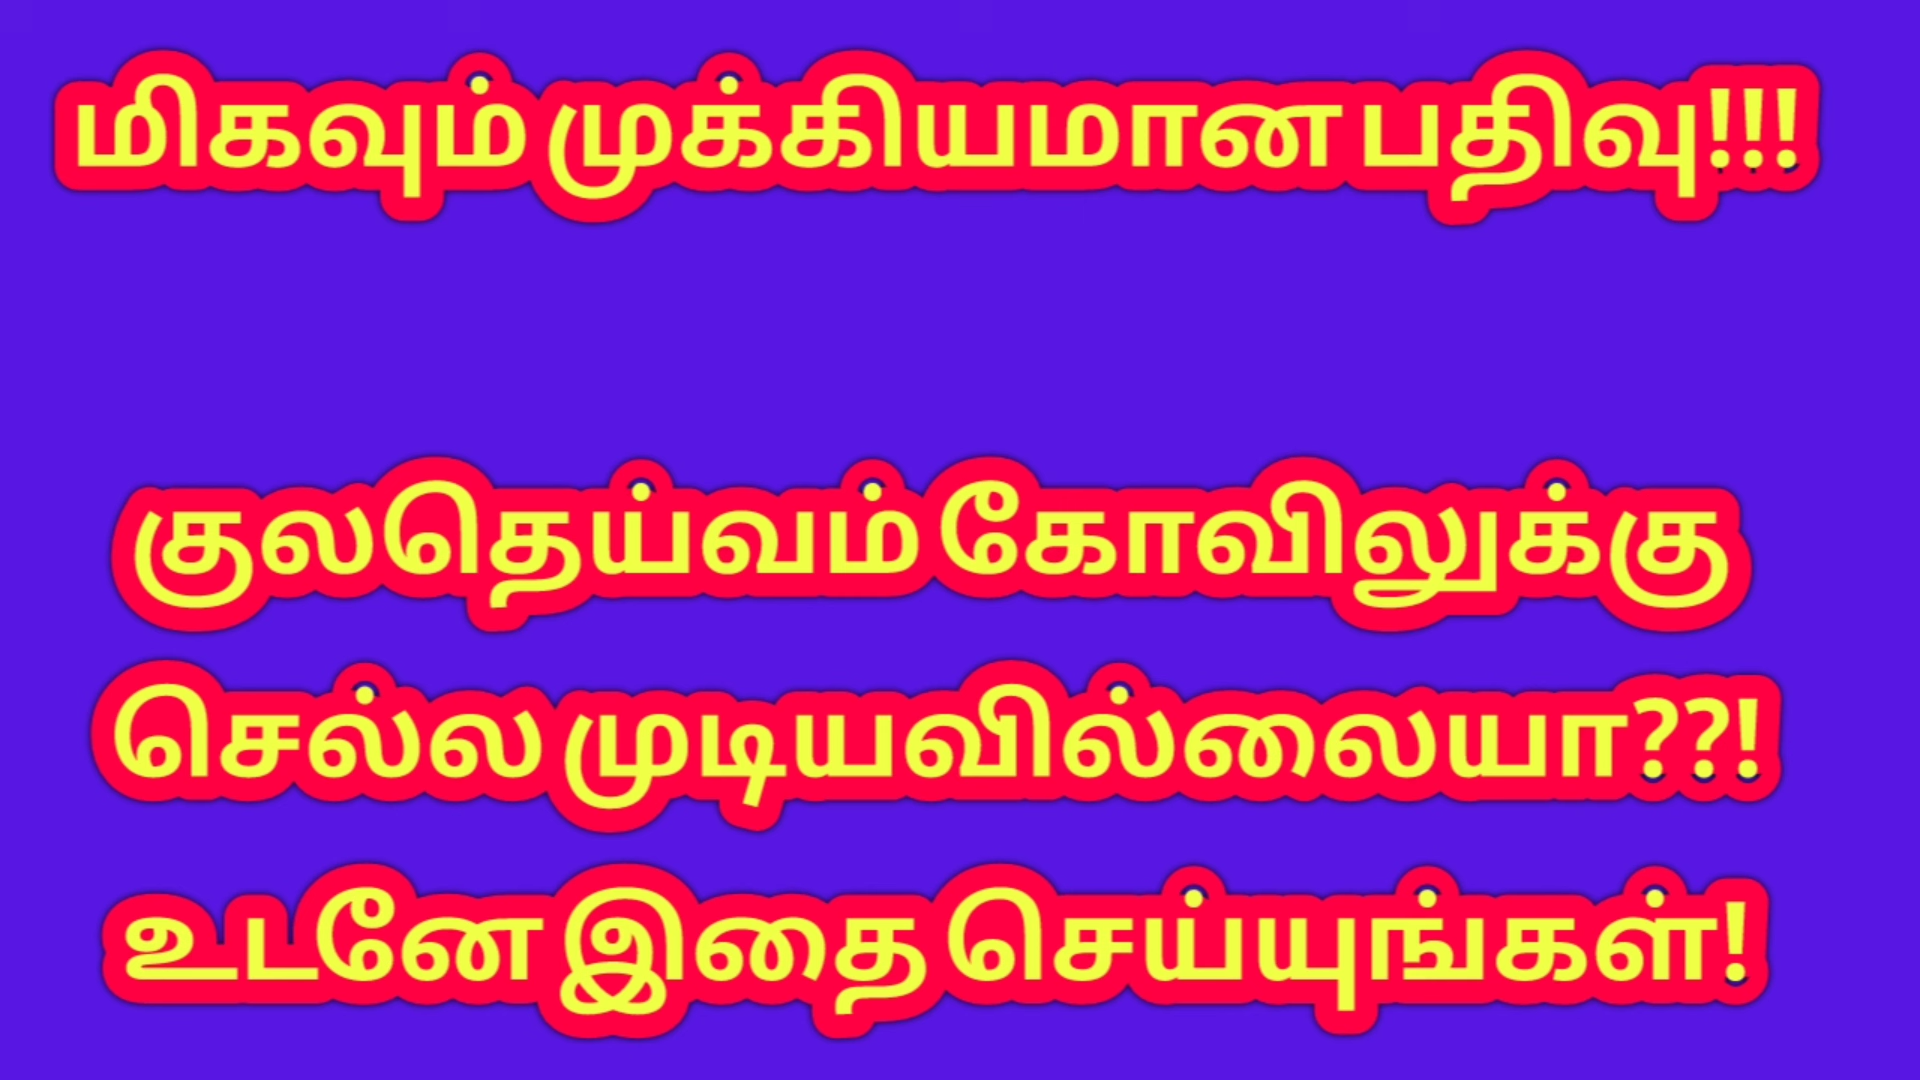 மிகவும் முக்கியமான பதிவு!!!
குலதெய்வம் கோவிலுக்கு
செல்ல முடியவில்லையா??!
உடனே இதை செய்யுங்கள்!